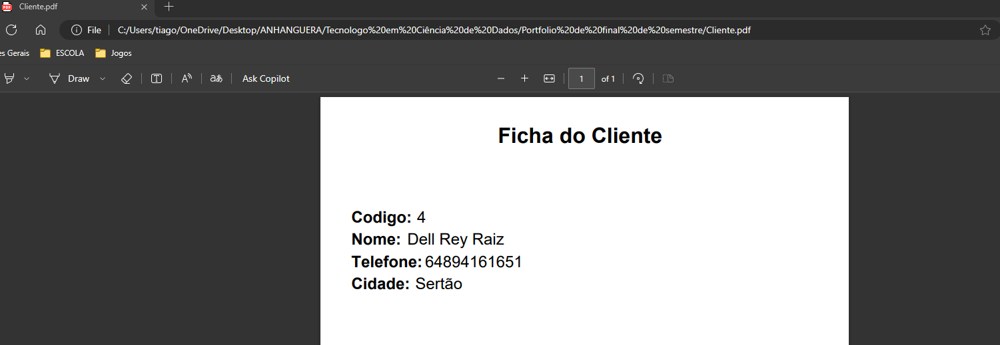 Cliente.pdf
File
C:/Users/tiago/OneDrive/Desktop/ANHANGUERA/Tecnologo%20em%20Ciência%20de%20Dados/Portfolio%20de%20final%20de%20semestre/Cliente.pdf
es Gerais ESCOLA Jogos
Draw Ask Copilot 1 of 1
Ficha do Cliente
Codigo: 4
Nome: Dell Rey Raiz
Telefone: 64894161651
Cidade: Sertão